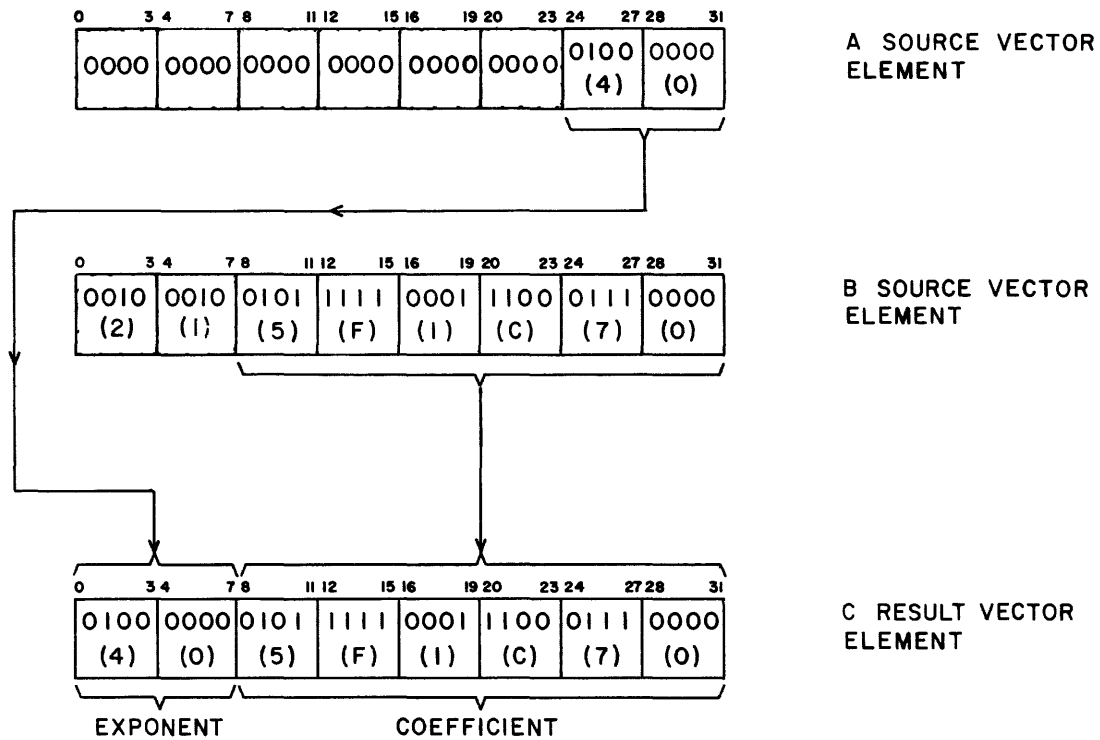 0 3 4 7 8 11 12 15 16 19 20 23 24 27 28 31
0000 0000 0000 0000 0000 0000 0100 0000
(4) (0)
A SOURCE VECTOR
ELEMENT
0 3 4 7 8 11 12 15 16 19 20 23 24 27 28 31
0010 0010 0101 1111 0001 1100 0111 0000
(2) (1) (5) (F) (1) (C) (7) (0)
B SOURCE VECTOR
ELEMENT
0 3 4 7 8 11 12 15 16 19 20 23 24 27 28 31
0100 0000 0101 1111 0001 1100 0111 0000
(4) (0) (5) (F) (1) (C) (7) (0)
C RESULT VECTOR
ELEMENT
EXPONENT COEFFICIENT